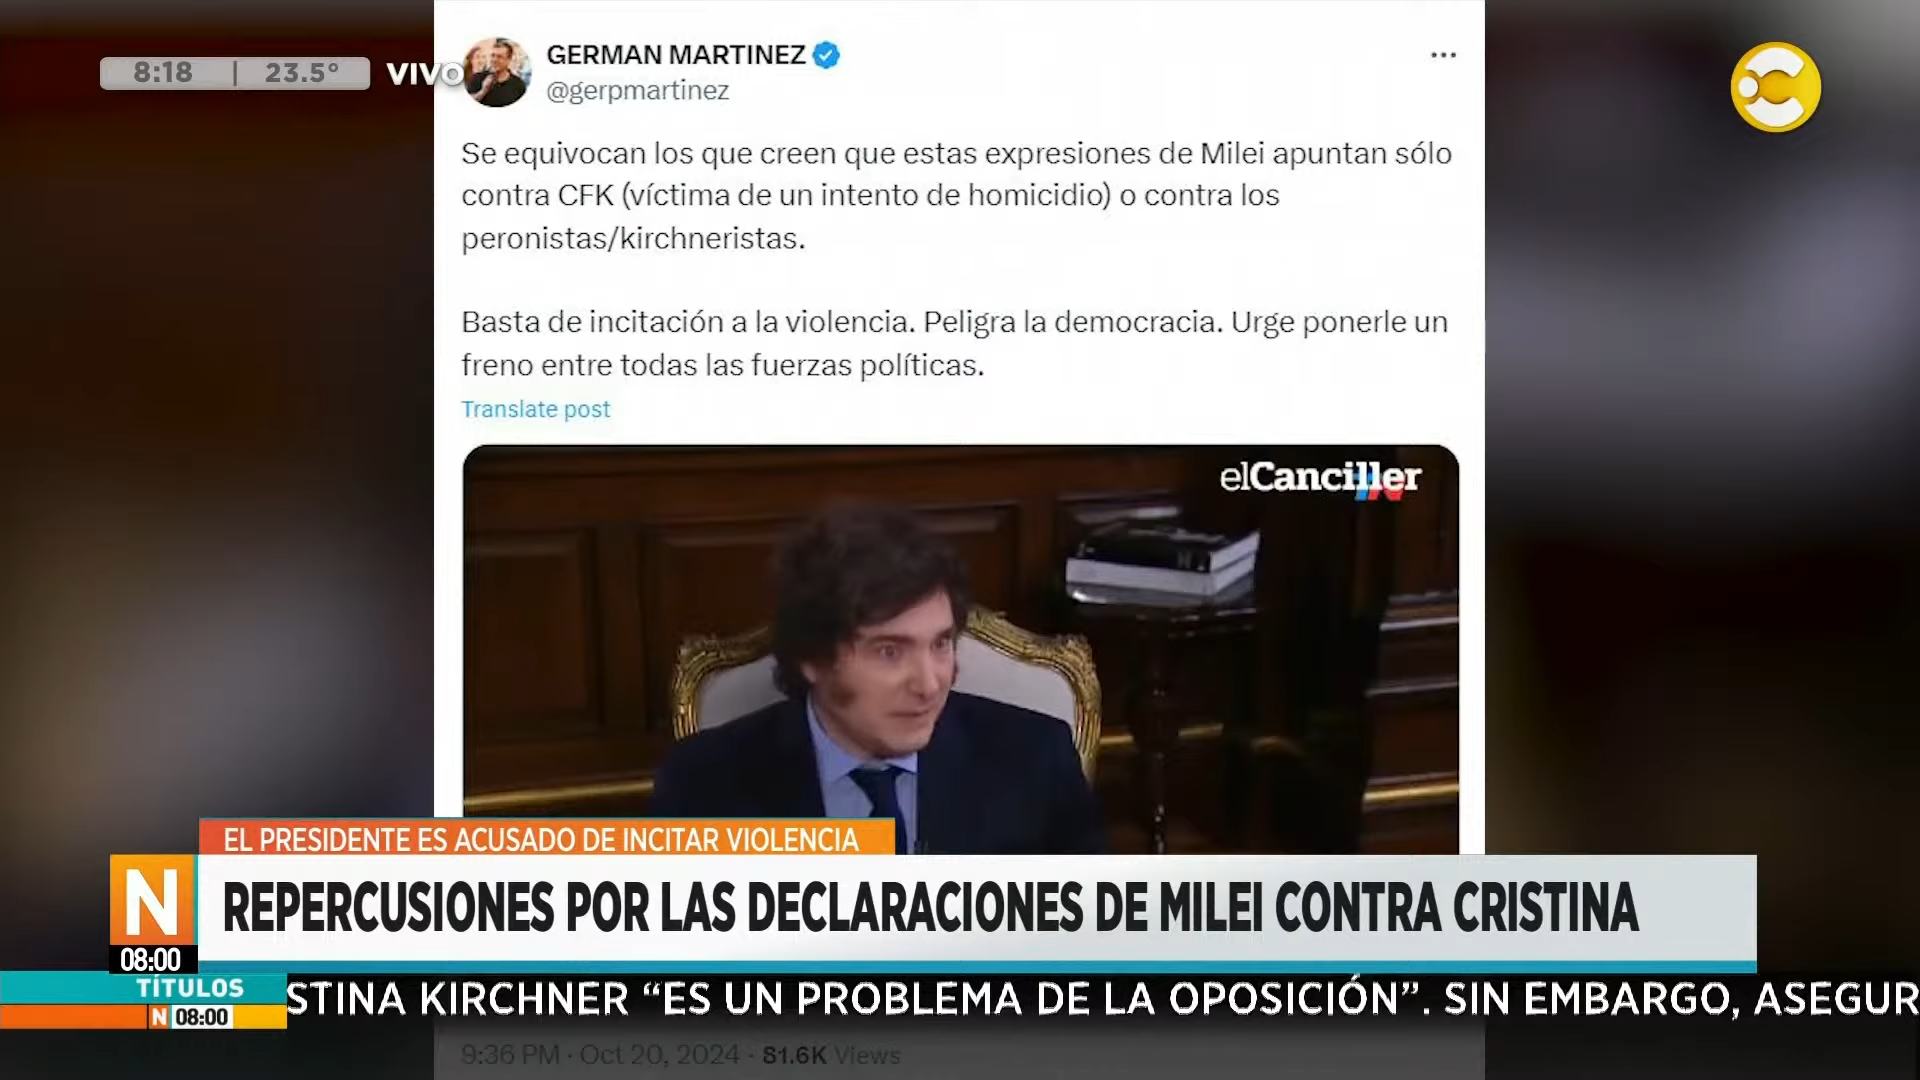 8:18 | 23.5° VIVO
GERMAN MARTINEZ
@gerpmartinez
Se equivocan los que creen que estas expresiones de Milei apuntan sólo
contra CFK (víctima de un intento de homicidio) o contra los
peronistas/kirchneristas.
Basta de incitación a la violencia. Peligra la democracia. Urge ponerle un
freno entre todas las fuerzas políticas.
Translate post
elCanciller
EL PRESIDENTE ES ACUSADO DE INCITAR VIOLENCIA
N
REPERCUSIONES POR LAS DECLARACIONES DE MILEI CONTRA CRISTINA
08:00
TÍTULOS
N 08:00
STINA KIRCHNER “ES UN PROBLEMA DE LA OPOSICIÓN”. SIN EMBARGO, ASEGUR
9:36 PM · Oct 20, 2024 · 81.6K Views